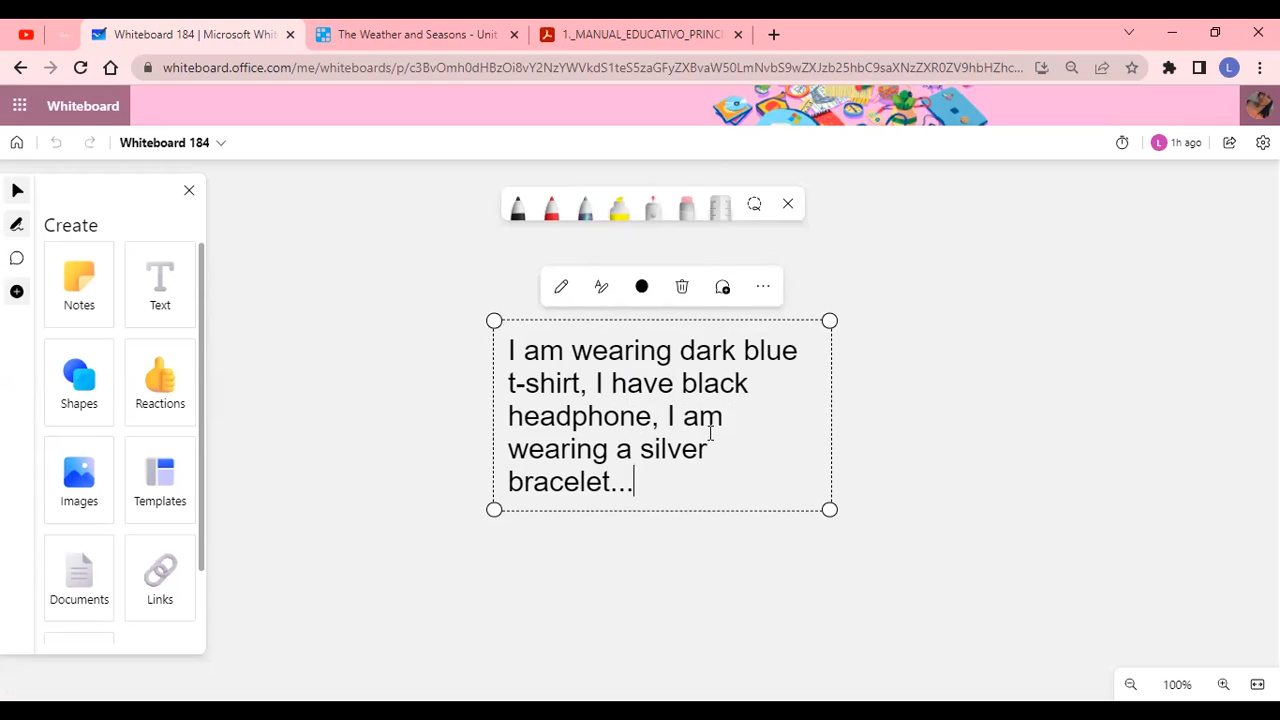 Whiteboard 184 | Microsoft Whit
The Weather and Seasons - Unit
1._MANUAL_EDUCATIVO_PRINC
whiteboard.office.com/me/whiteboards/p/
L
Whiteboard
Whiteboard 184
L 1h ago
Create
Notes
Text
Shapes
Reactions
Images
Templates
Documents
Links
I am wearing dark blue
t-shirt, I have black
headphone, I am
wearing a silver
bracelet...
100%